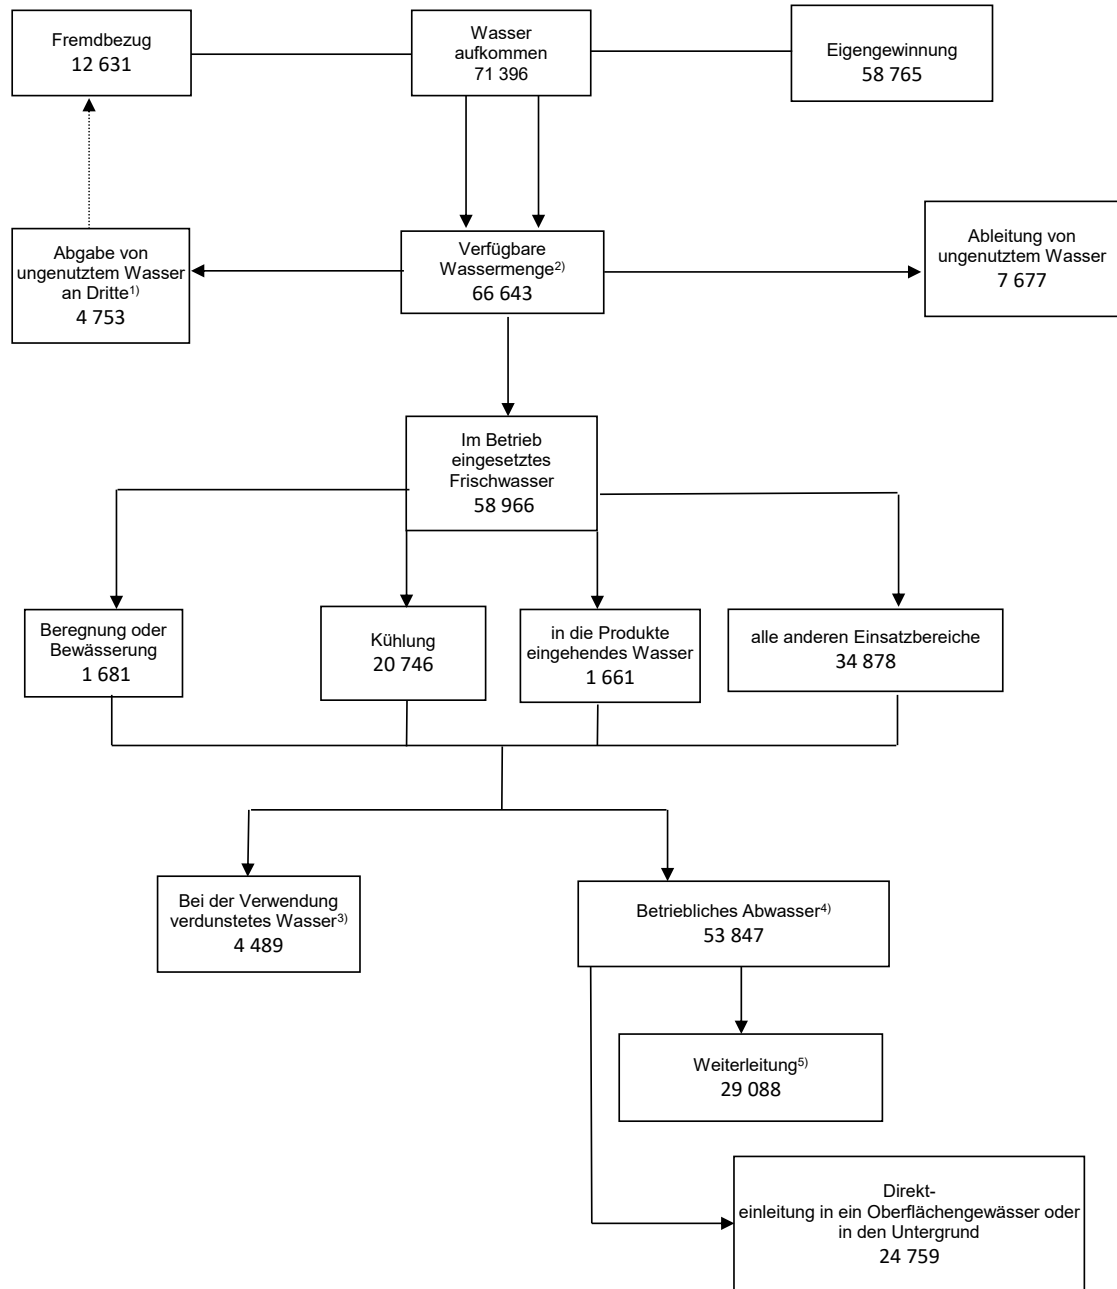 Fremdbezug
12 631
Wasser
aufkommen
71 396
Eigengewinnung
58 765
Abgabe von
ungenutztem Wasser
an Dritte1)
4 753
Verfügbare
Wassermenge2)
66 643
Ableitung von
ungenutztem Wasser
7 677
Im Betrieb
eingesetztes
Frischwasser
58 966
Beregnung oder
Bewässerung
1 681
Kühlung
20 746
in die Produkte
eingehendes Wasser
1 661
alle anderen Einsatzbereiche
34 878
Bei der Verwendung
verdunstetes Wasser3)
4 489
Betriebliches Abwasser4)
53 847
Weiterleitung5)
29 088
Direkt-
einleitung in ein Oberflächengewässer oder
in den Untergrund
24 759